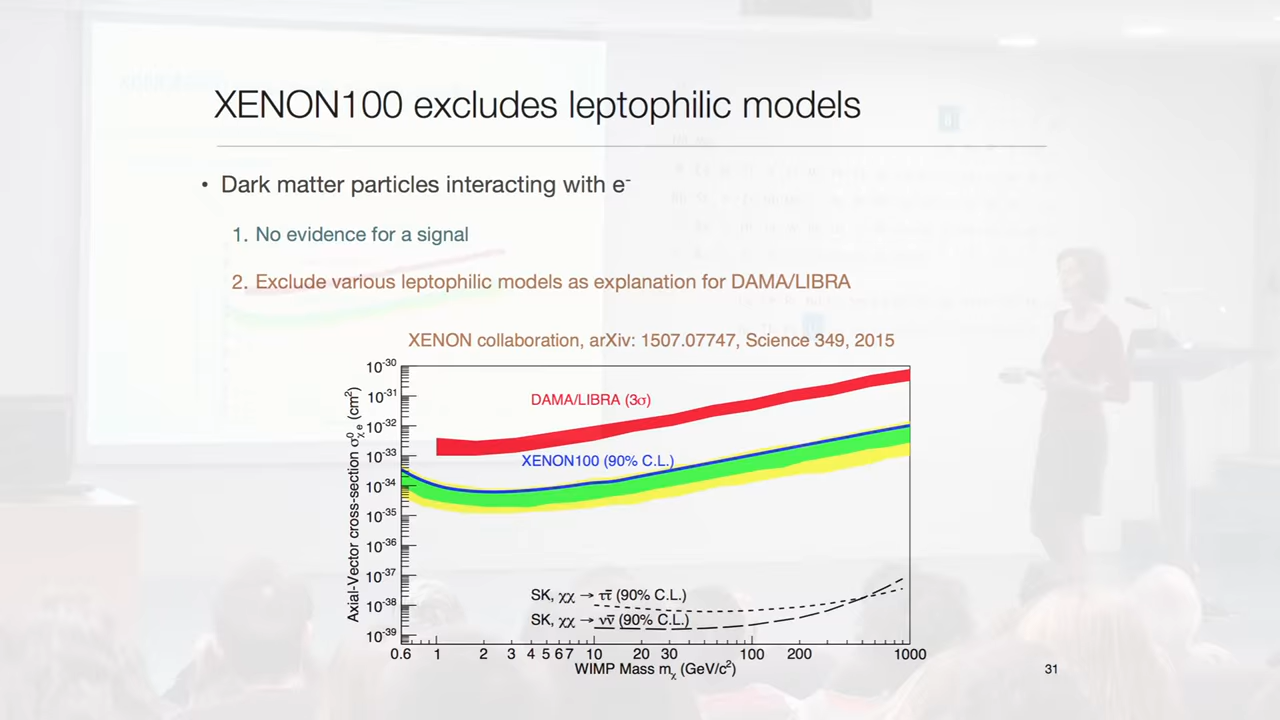 XENON100 excludes leptophilic models
• Dark matter particles interacting with e⁻
1. No evidence for a signal
2. Exclude various leptophilic models as explanation for DAMA/LIBRA
XENON collaboration, arXiv: 1507.07747, Science 349, 2015
Axial-Vector cross-section σ⁰χe (cm²)
10⁻³⁰
10⁻³¹
10⁻³²
10⁻³³
10⁻³⁴
10⁻³⁵
10⁻³⁶
10⁻³⁷
10⁻³⁸
10⁻³⁹
DAMA/LIBRA (3σ)
XENON100 (90% C.L.)
SK, χχ → ττ̅ (90% C.L.)
SK, χχ → νν̅ (90% C.L.)
0.6 1 2 3 4 5 6 7 10 20 30 100 200 1000
WIMP Mass mχ (GeV/c²)
31